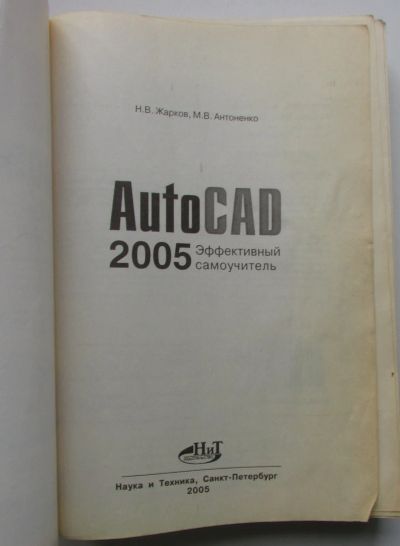 Н.В. Жарков, М.В. Антоненко
AutoCAD
2005 Эффективный
самоучитель
НиТ
Наука и Техника, Санкт-Петербург
2005